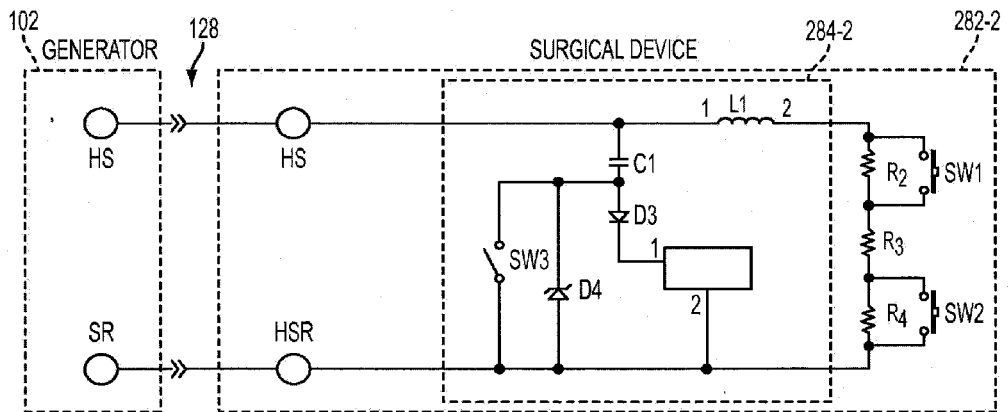 102
GENERATOR
128
SURGICAL DEVICE
284-2
282-2
HS
HS
1 L1 2
C1
R2
SW1
D3
R3
SW3
1
D4
2
R4
SW2
SR
HSR